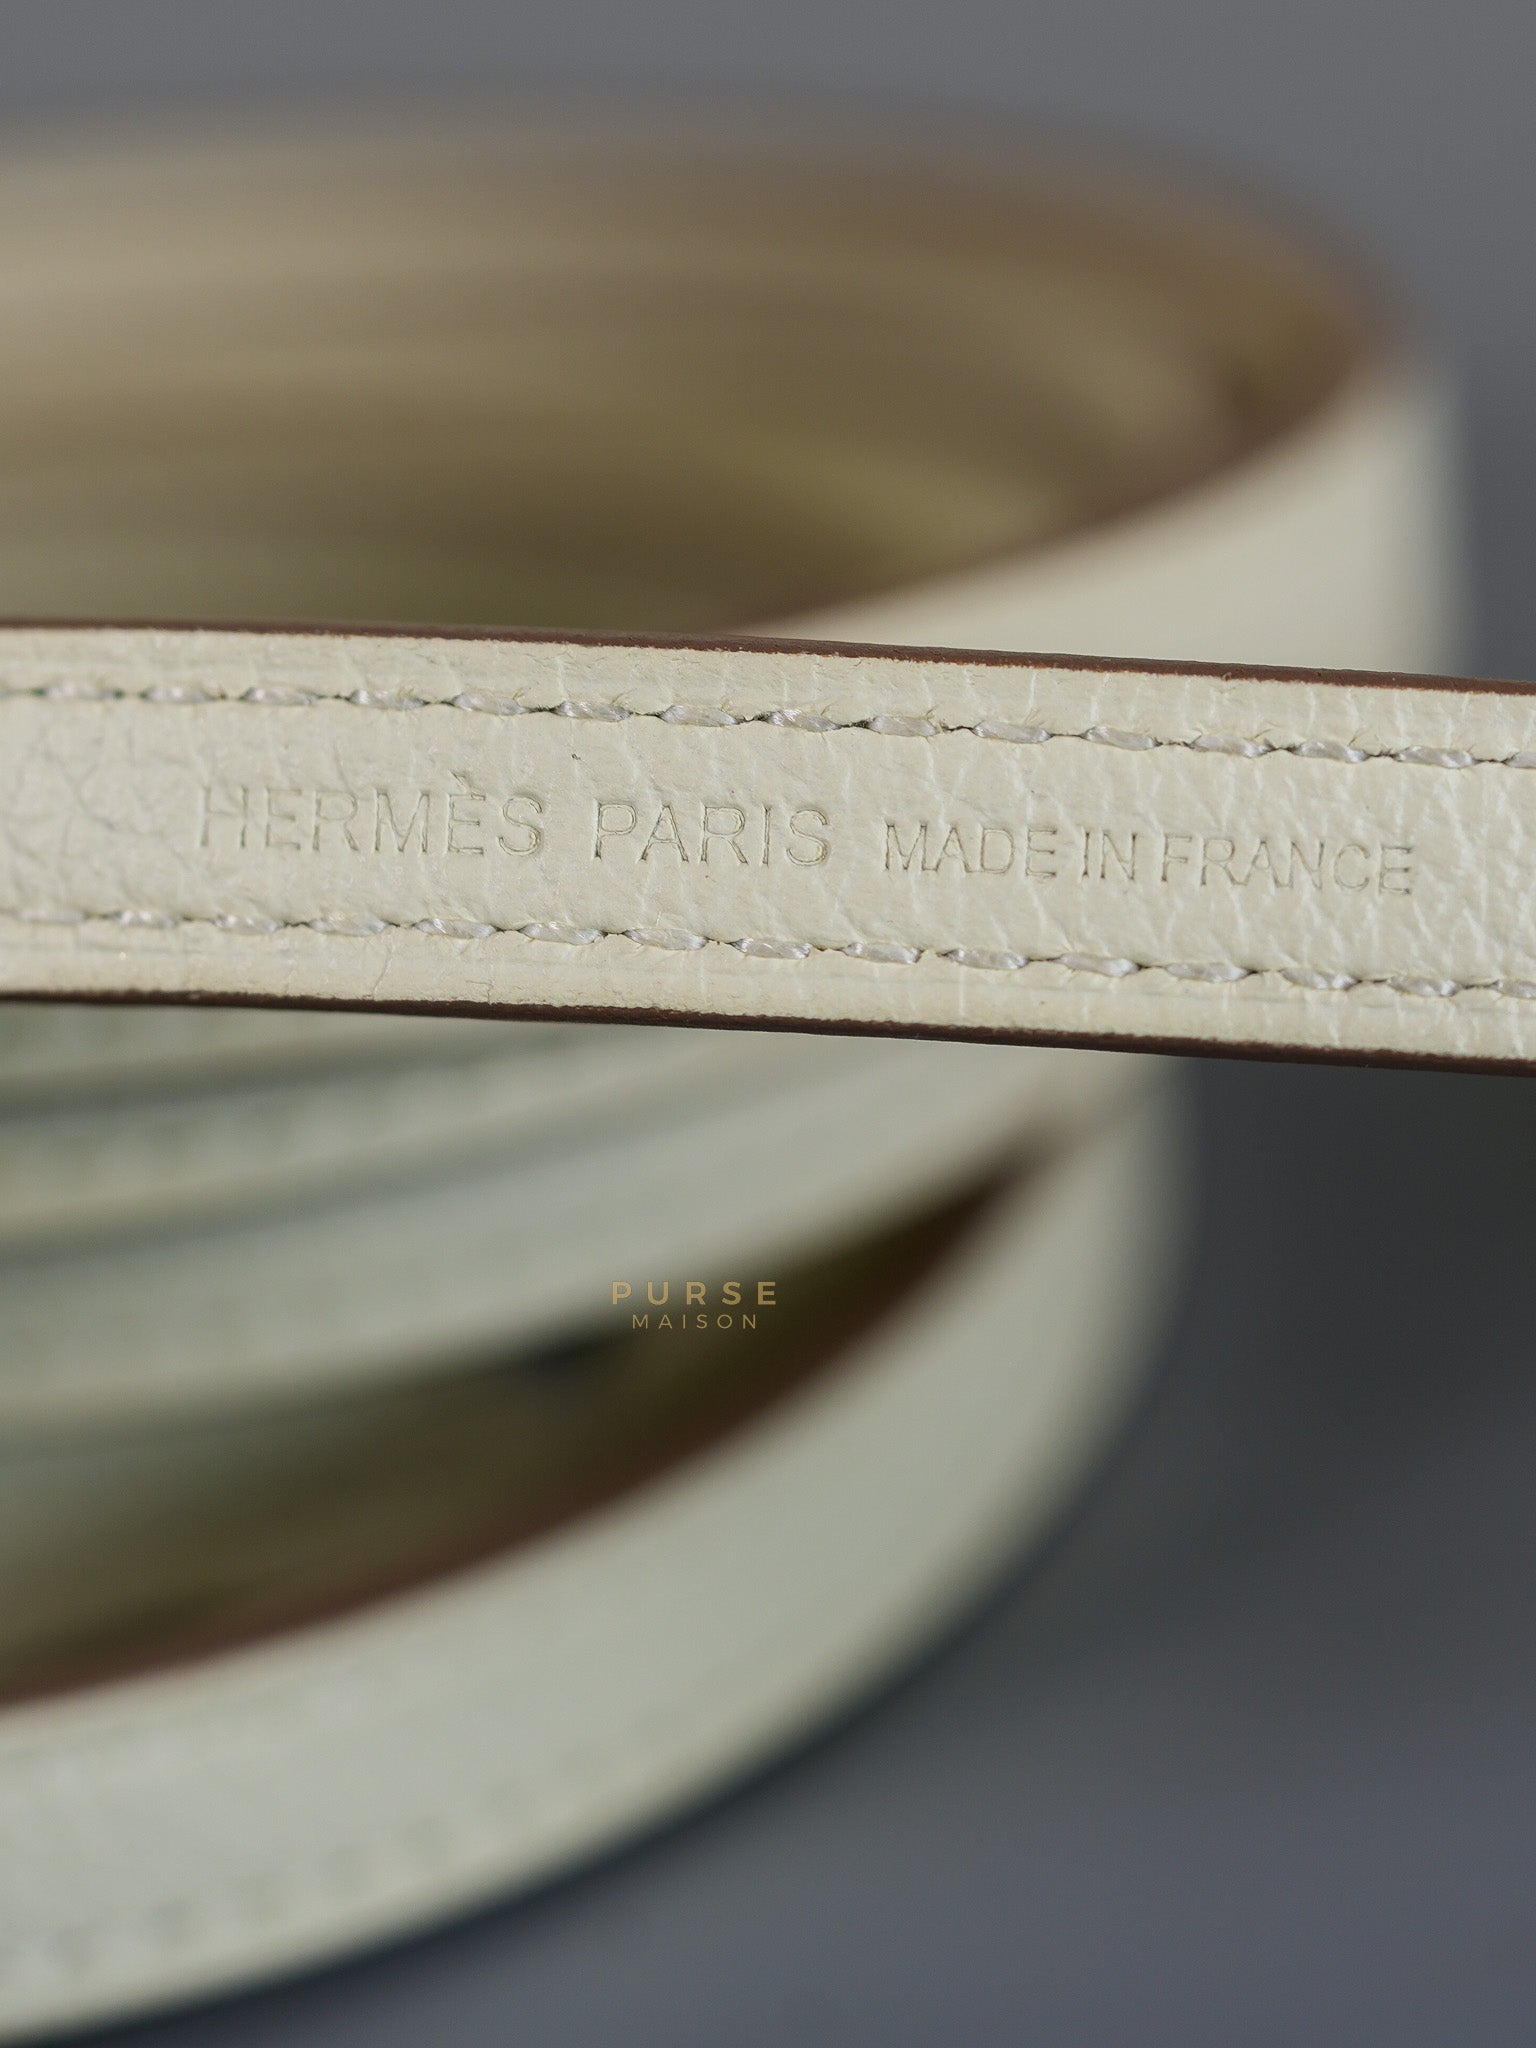 HERMÈS PARIS MADE IN FRANCE
PURSE
MAISON